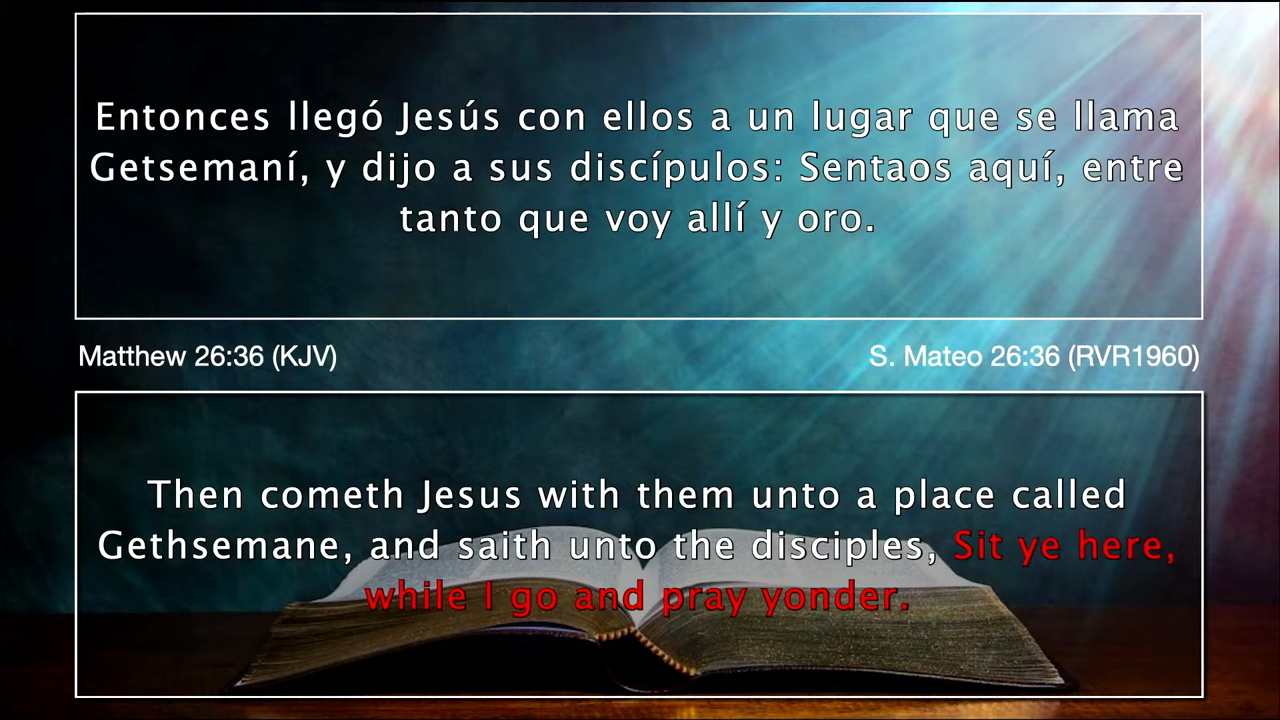 Entonces llegó Jesús con ellos a un lugar que se llama
Getsemaní, y dijo a sus discípulos: Sentaos aquí, entre
tanto que voy allí y oro.
Matthew 26:36 (KJV)
S. Mateo 26:36 (RVR1960)
Then cometh Jesus with them unto a place called
Gethsemane, and saith unto the disciples, Sit ye here,
while I go and pray yonder.